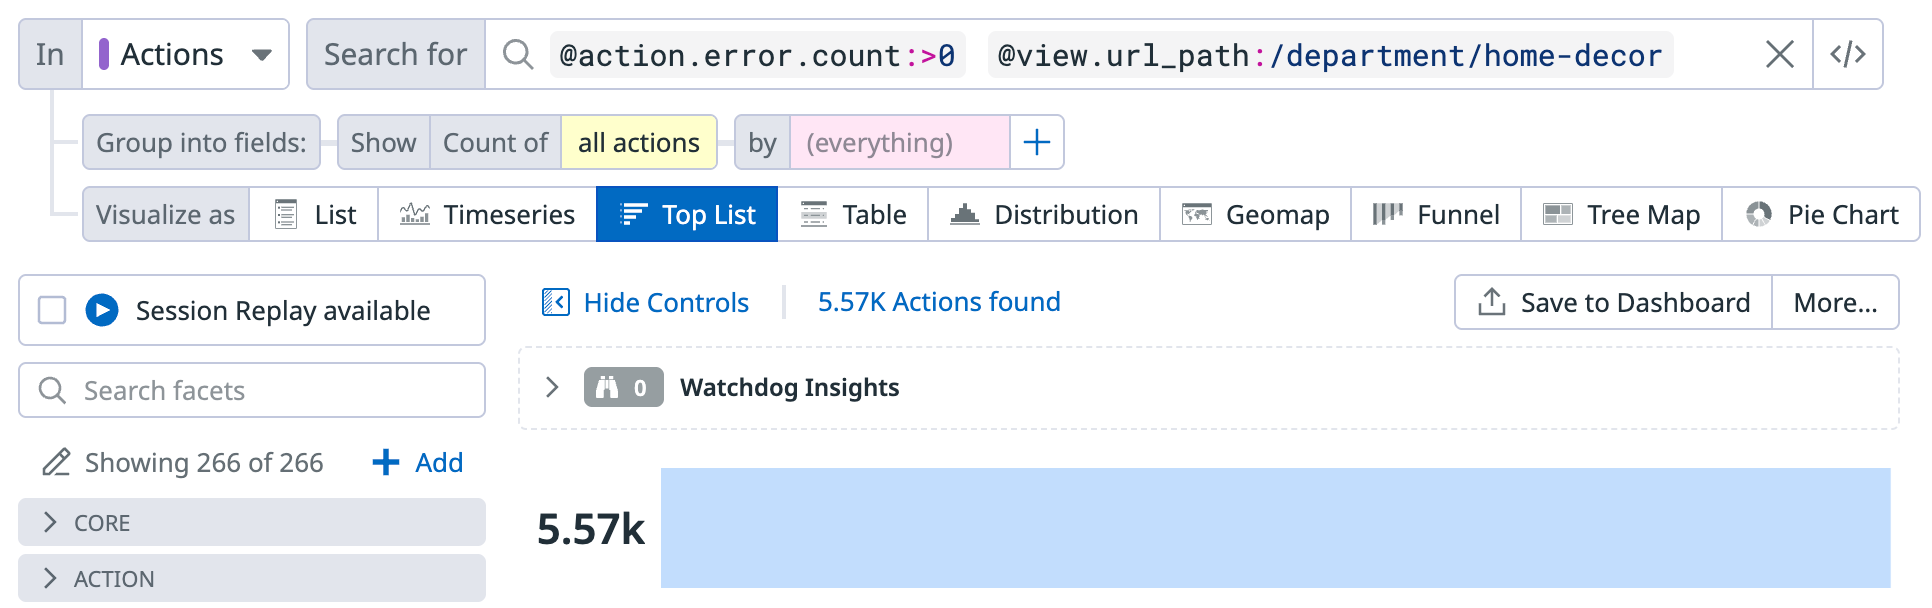 In Actions Search for @action.error.count:>0 @view.url_path:/department/home-decor </>
Group into fields: Show Count of all actions by (everything) +
Visualize as List Timeseries Top List Table Distribution Geomap Funnel Tree Map Pie Chart
Session Replay available
Hide Controls 5.57K Actions found Save to Dashboard More...
Search facets
0 Watchdog Insights
Showing 266 of 266 + Add
CORE
5.57k
ACTION